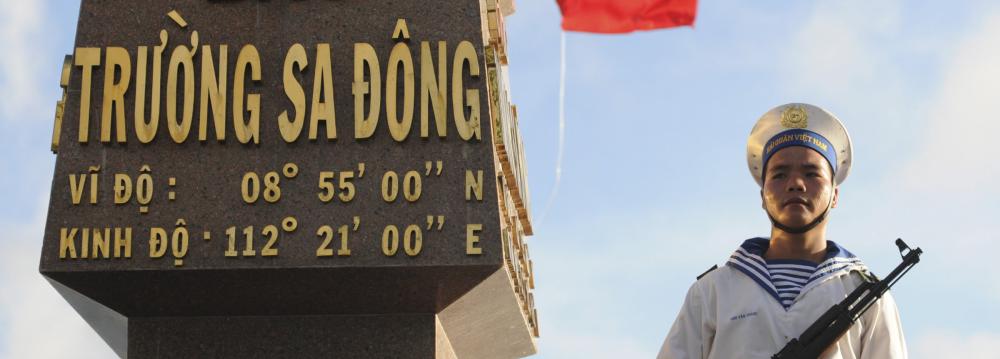 TRƯỜNG SA ĐÔNG
VĨ ĐỘ : 08° 55' 00'' N
KINH ĐỘ : 112° 21' 00'' E
HẢI QUÂN VIỆT NAM